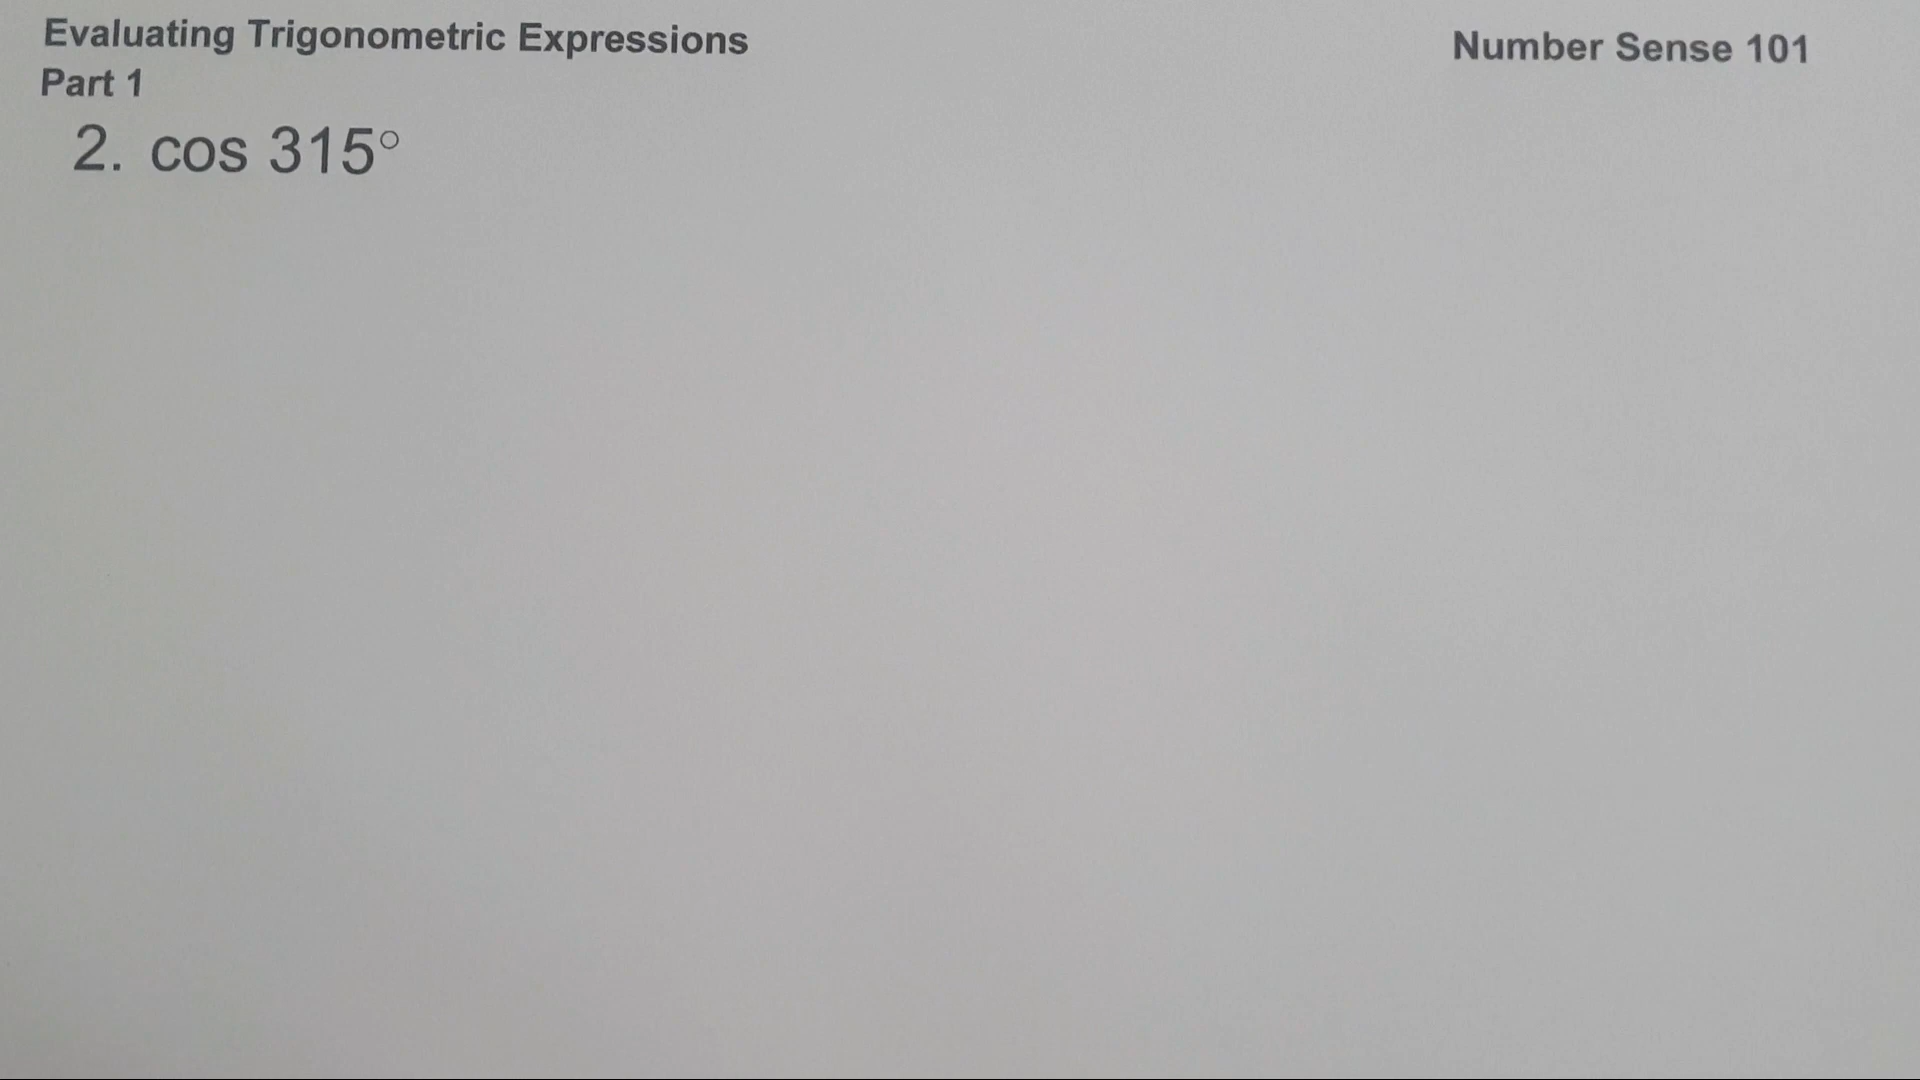 Evaluating Trigonometric Expressions
Part 1
Number Sense 101
2. cos 315°